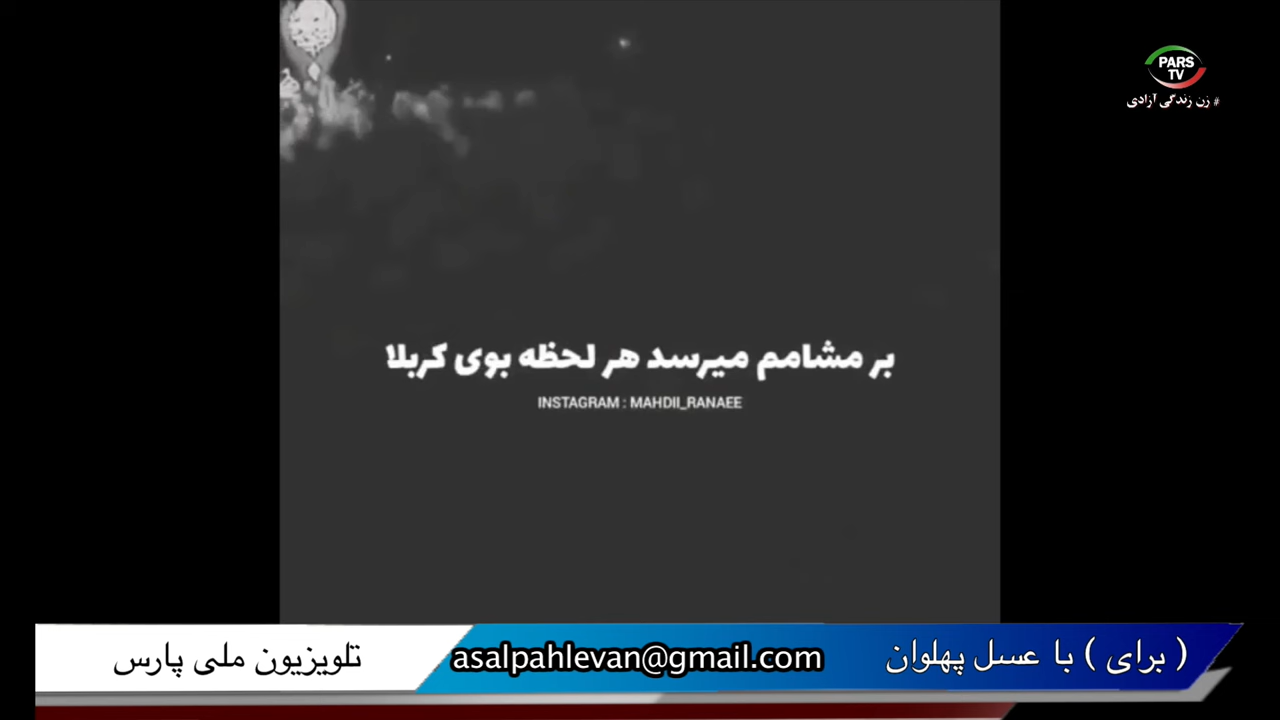 PARS
TV
# زن زندگی آزادی
بر مشامم میرسد هر لحظه بوی کربلا
INSTAGRAM : MAHDII_RANAEE
( برای ) با عسل پهلوان
asalpahlevan@gmail.com
تلویزیون ملی پارس